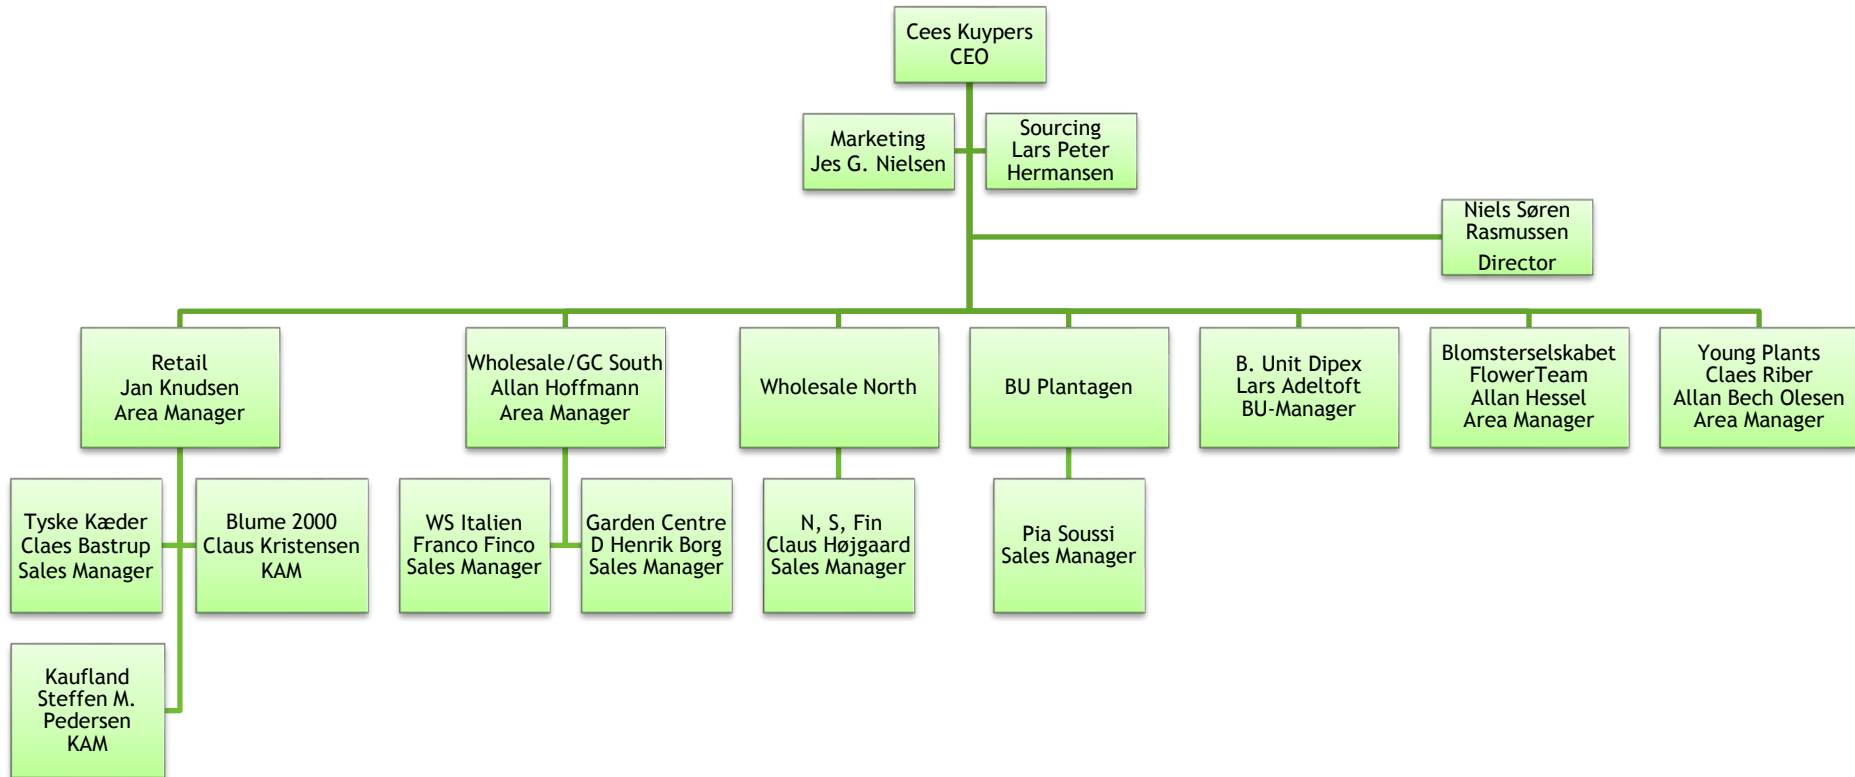 Cees Kuypers
CEO
Marketing
Jes G. Nielsen
Sourcing
Lars Peter
Hermansen
Niels Søren
Rasmussen
Director
Retail
Jan Knudsen
Area Manager
Wholesale/GC South
Allan Hoffmann
Area Manager
Wholesale North
BU Plantagen
B. Unit Dipex
Lars Adeltoft
BU-Manager
Blomsterselskabet
FlowerTeam
Allan Hessel
Area Manager
Young Plants
Claes Riber
Allan Bech Olesen
Area Manager
Tyske Kæder
Claes Bastrup
Sales Manager
Blume 2000
Claus Kristensen
KAM
WS Italien
Franco Finco
Sales Manager
Garden Centre
D Henrik Borg
Sales Manager
N, S, Fin
Claus Højgaard
Sales Manager
Pia Soussi
Sales Manager
Kaufland
Steffen M.
Pedersen
KAM